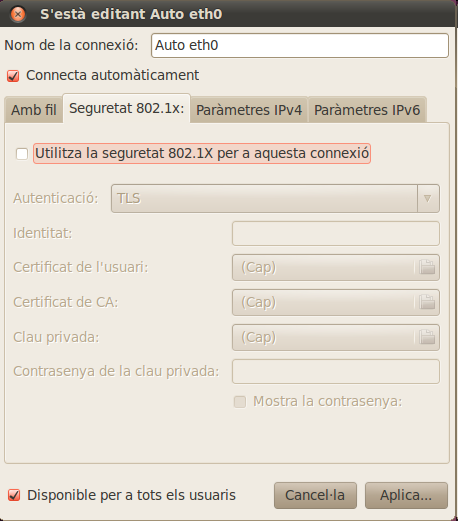 S'està editant Auto eth0
Nom de la connexió: Auto eth0
Connecta automàticament
Amb fil Seguretat 802.1x: Paràmetres IPv4 Paràmetres IPv6
Utilitza la seguretat 802.1X per a aquesta connexió
Autenticació: TLS
Identitat:
Certificat de l'usuari: (Cap)
Certificat de CA: (Cap)
Clau privada: (Cap)
Contrasenya de la clau privada:
Mostra la contrasenya:
Disponible per a tots els usuaris Cancel·la Aplica...